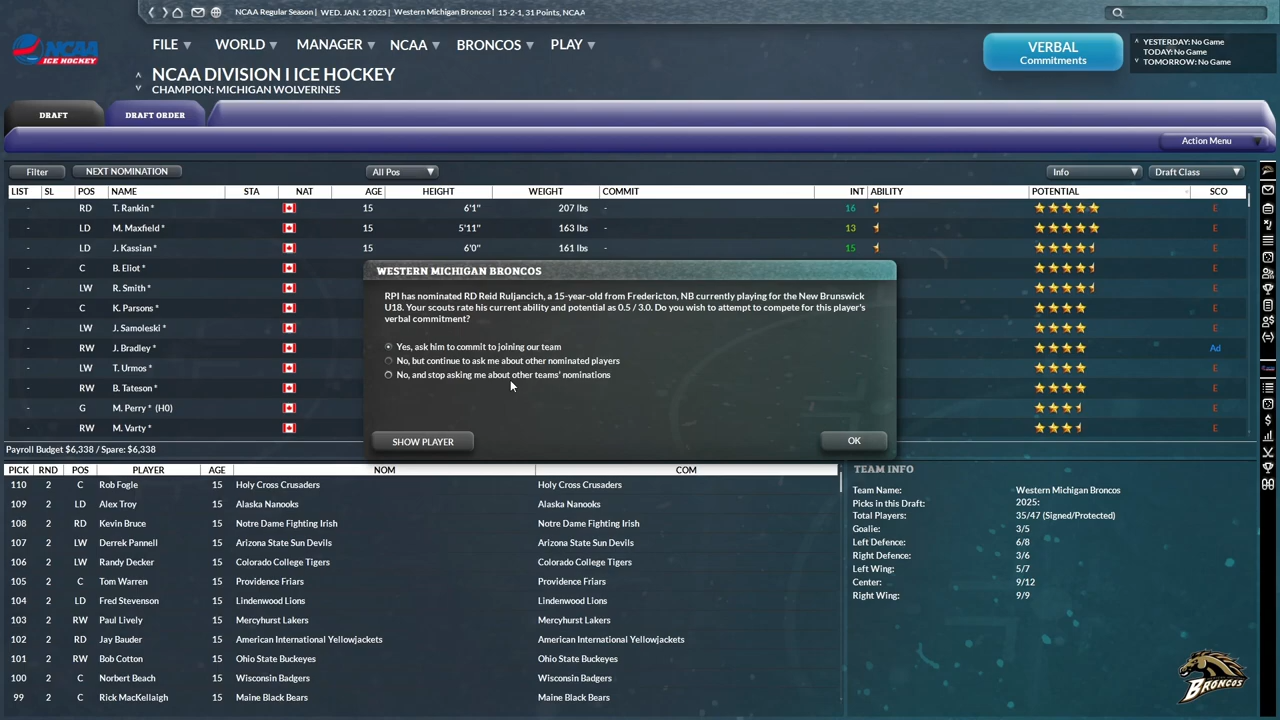 NCAA Regular Season | WED. JAN. 1 2025 | Western Michigan Broncos | 15-2-1, 31 Points, NCAA
NCAA
ICE HOCKEY
FILE WORLD MANAGER NCAA BRONCOS PLAY
VERBAL
Commitments
YESTERDAY: No Game
TODAY: No Game
TOMORROW: No Game
NCAA DIVISION I ICE HOCKEY
CHAMPION: MICHIGAN WOLVERINES
DRAFT DRAFT ORDER
Action Menu
Filter NEXT NOMINATION All Pos Info Draft Class
LIST SL POS NAME STA NAT AGE HEIGHT WEIGHT COMMIT INT ABILITY POTENTIAL SCO
- RD T. Rankin * 15 6'1" 207 lbs - 16 E
- LD M. Maxfield * 15 5'11" 163 lbs - 13 E
- LD J. Kassian * 15 6'0" 161 lbs - 15 E
- C B. Eliot * E
- LW R. Smith * E
- C K. Parsons * E
- LW J. Samoleski * E
- RW J. Bradley * Ad
- LW T. Urmos * E
- RW B. Tateson * E
- G M. Perry * (H0) E
- RW M. Varty * E
WESTERN MICHIGAN BRONCOS
RPI has nominated RD Reid Ruljancich, a 15-year-old from Fredericton, NB currently playing for the New Brunswick
U18. Your scouts rate his current ability and potential as 0.5 / 3.0. Do you wish to attempt to compete for this player's
verbal commitment?
Yes, ask him to commit to joining our team
No, but continue to ask me about other nominated players
No, and stop asking me about other teams' nominations
SHOW PLAYER OK
Payroll Budget $6,338 / Spare: $6,338
PICK RND POS PLAYER AGE NOM COM
110 2 C Rob Fogle 15 Holy Cross Crusaders Holy Cross Crusaders
109 2 LD Alex Troy 15 Alaska Nanooks Alaska Nanooks
108 2 RD Kevin Bruce 15 Notre Dame Fighting Irish Notre Dame Fighting Irish
107 2 LW Derrek Pannell 15 Arizona State Sun Devils Arizona State Sun Devils
106 2 LW Randy Decker 15 Colorado College Tigers Colorado College Tigers
105 2 C Tom Warren 15 Providence Friars Providence Friars
104 2 LD Fred Stevenson 15 Lindenwood Lions Lindenwood Lions
103 2 RW Paul Lively 15 Mercyhurst Lakers Mercyhurst Lakers
102 2 RD Jay Bauder 15 American International Yellowjackets American International Yellowjackets
101 2 RW Bob Cotton 15 Ohio State Buckeyes Ohio State Buckeyes
100 2 C Norbert Beach 15 Wisconsin Badgers Wisconsin Badgers
99 2 C Rick MacKellaigh 15 Maine Black Bears Maine Black Bears
TEAM INFO
Team Name: Western Michigan Broncos
Picks in this Draft: 2025:
Total Players: 35/47 (Signed/Protected)
Goalie: 3/5
Left Defence: 6/8
Right Defence: 3/6
Left Wing: 5/7
Center: 9/12
Right Wing: 9/9
BRONCOS